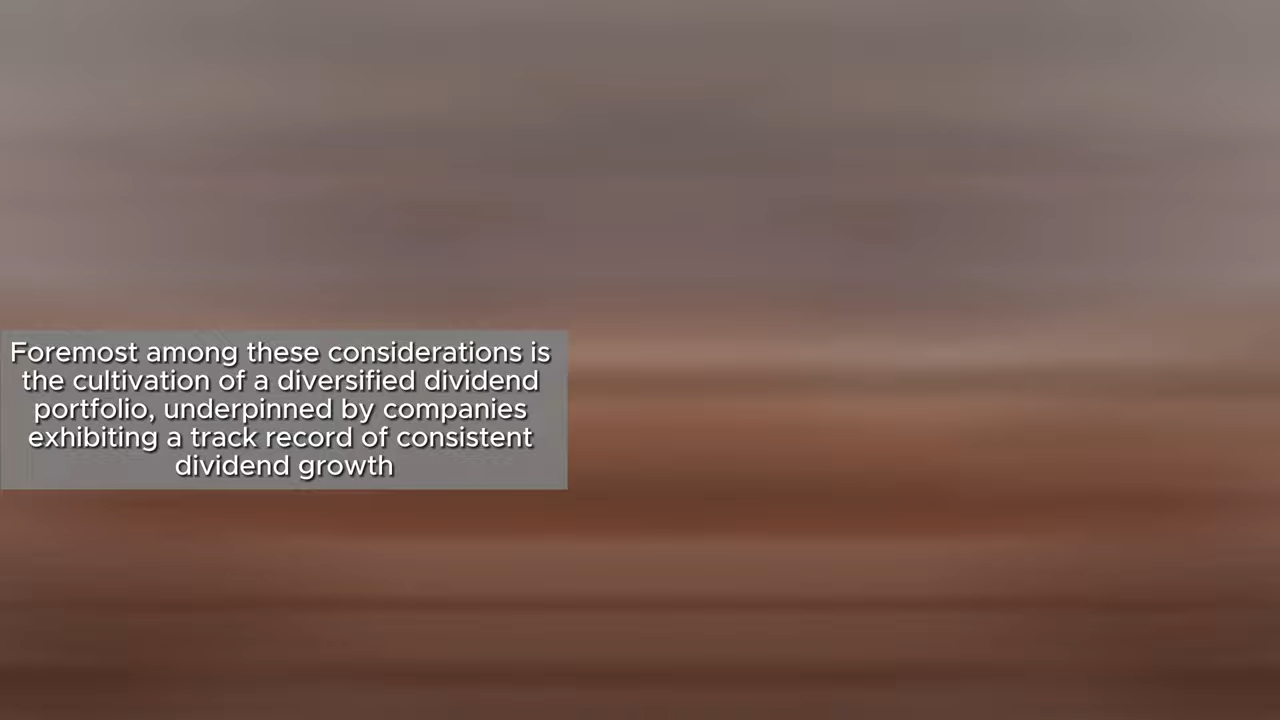 Foremost among these considerations is
the cultivation of a diversified dividend
portfolio, underpinned by companies
exhibiting a track record of consistent
dividend growth